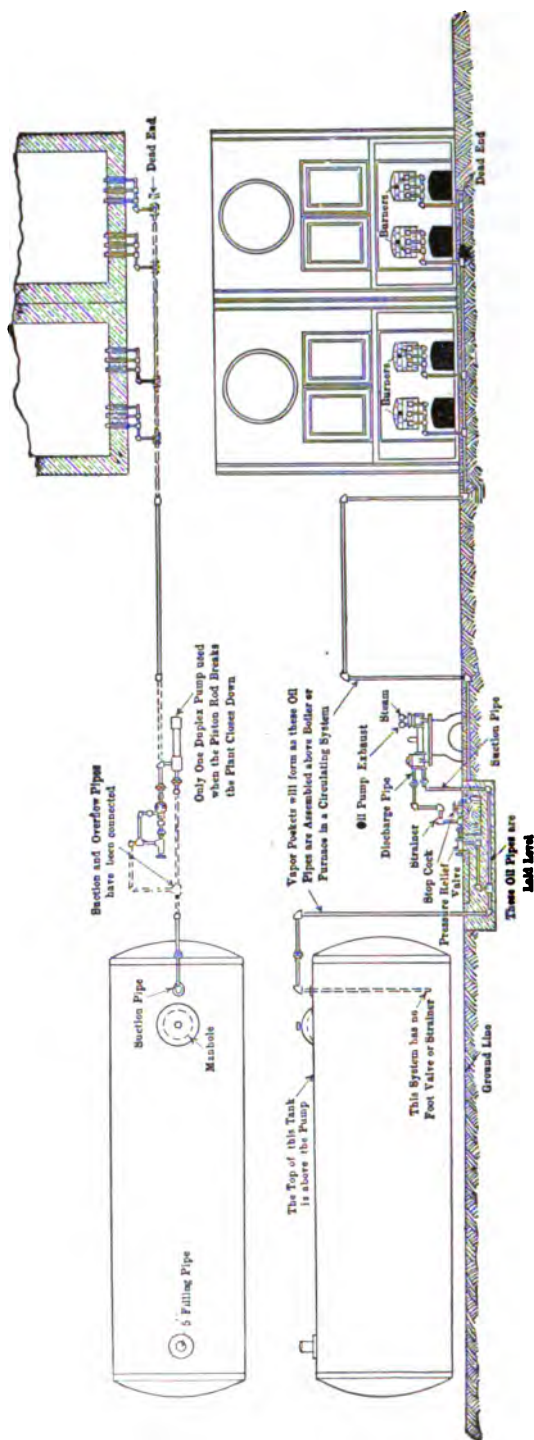 Dead End
Suction and Overflow Pipes
have been connected
Only One Duplex Pump used
when the Piston Rod Breaks
the Plant Closes Down
Suction Pipe
Manhole
5 Filling Pipe
Burners
Burners
Dead End
Vapor Pockets will form as these Oil
Pipes are Assembled above Boiler or
Furnace in a Circulating System
Steam
Oil Pump Exhaust
Discharge Pipe
Strainer
Stop Cock
Pressure Relief
Valve
Suction Pipe
These Oil Pipes are
Laid Level
The Top of this Tank
is above the Pump
This System has no
Foot Valve or Strainer
Ground Line